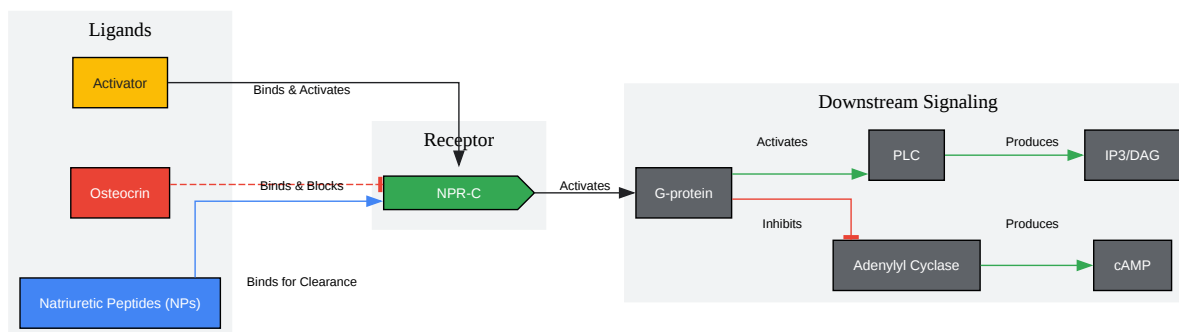 Ligands
Activator
Binds & Activates
Receptor
Osteocrin
Binds & Blocks
NPR-C
Natriuretic Peptides (NPs)
Binds for Clearance
Activates
Downstream Signaling
G-protein
Activates
PLC
Produces
IP3/DAG
Inhibits
Adenylyl Cyclase
Produces
cAMP